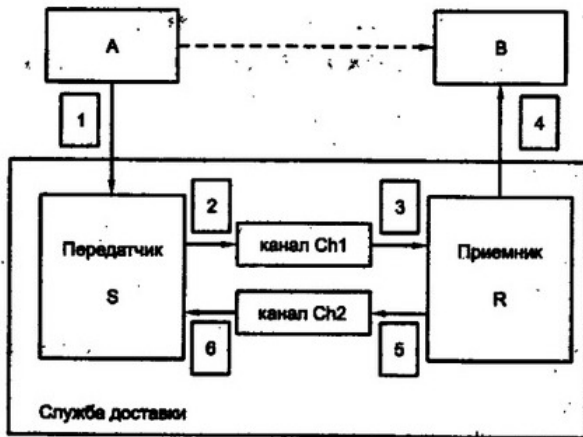 A
B
1
4
2
3
Передатчик
S
канал Ch1
Приемник
R
канал Ch2
6
5
Служба доставки